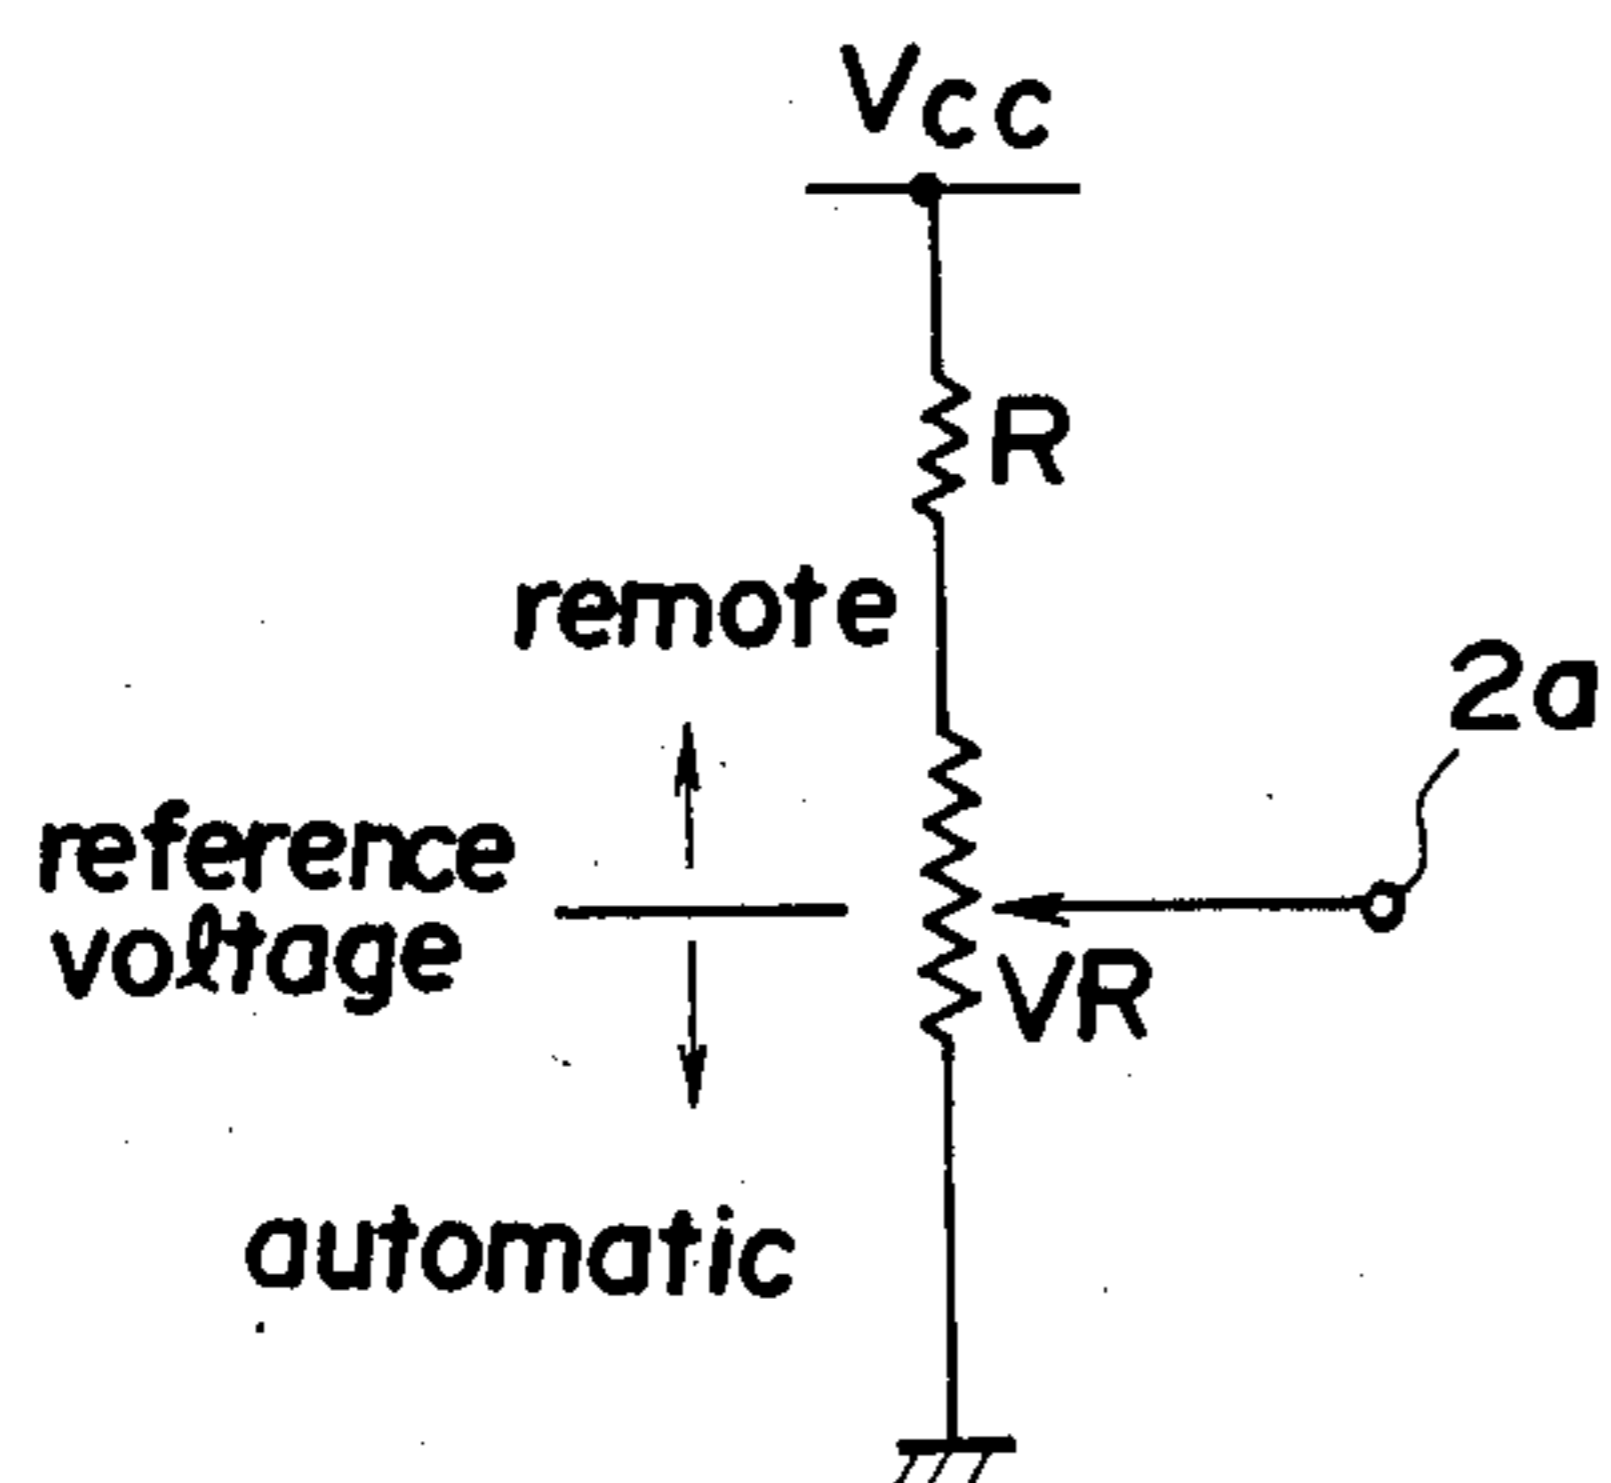 Vcc
R
remote
2a
reference
voltage
VR
automatic